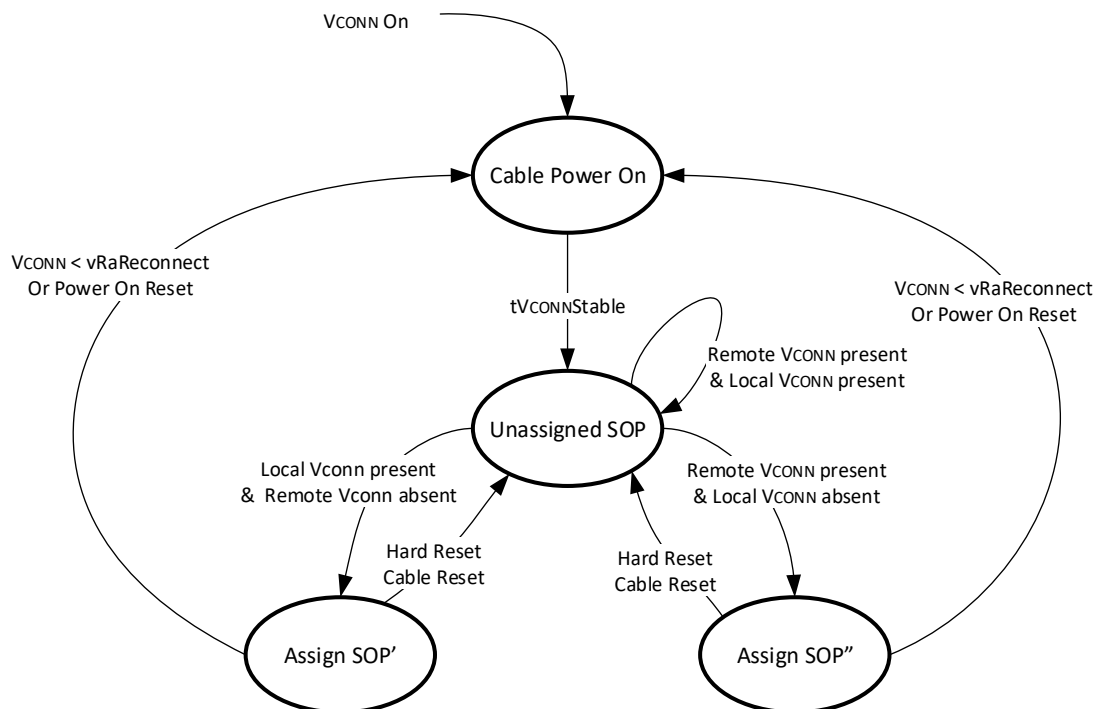 VCONN On
Cable Power On
VCONN < vRaReconnect
Or Power On Reset
VCONN < vRaReconnect
Or Power On Reset
tVCONNStable
Remote VCONN present
& Local VCONN present
Unassigned SOP
Local Vconn present
& Remote Vconn absent
Remote VCONN present
& Local VCONN absent
Hard Reset
Cable Reset
Hard Reset
Cable Reset
Assign SOP’
Assign SOP”